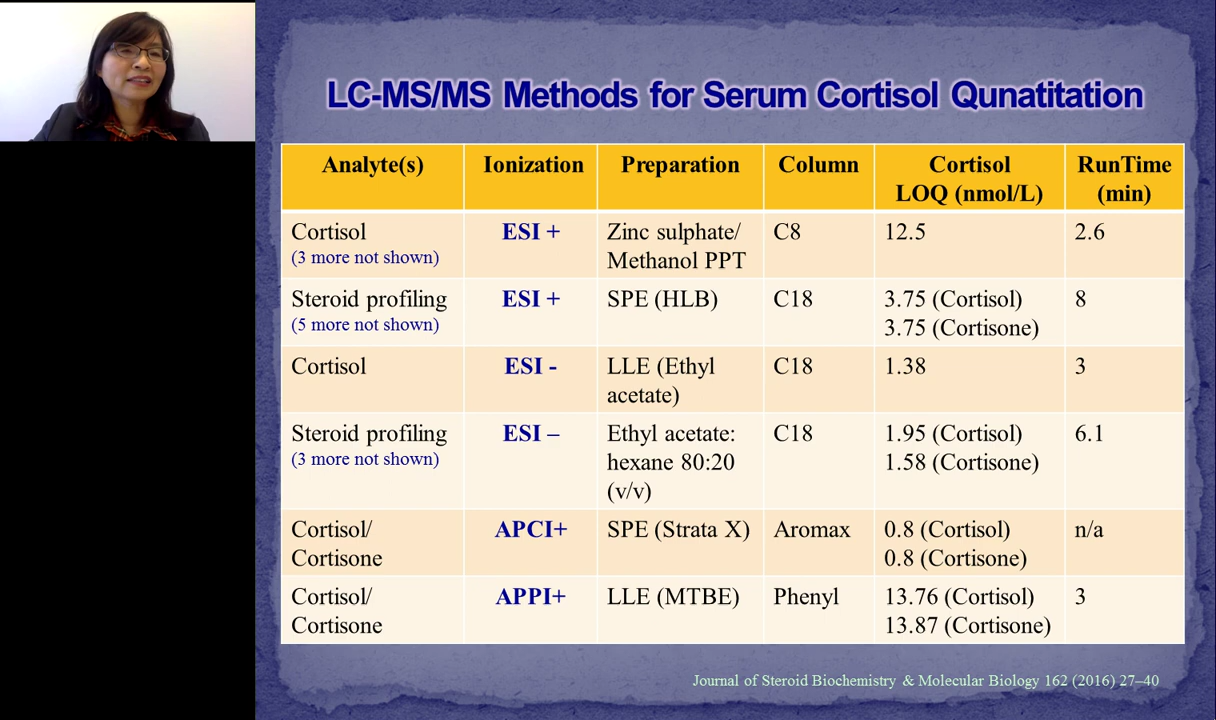 LC-MS/MS Methods for Serum Cortisol Qunatitation
Analyte(s) Ionization Preparation Column Cortisol RunTime
LOQ (nmol/L) (min)
Cortisol ESI + Zinc sulphate/ C8 12.5 2.6
(3 more not shown) Methanol PPT
Steroid profiling ESI + SPE (HLB) C18 3.75 (Cortisol) 8
(5 more not shown) 3.75 (Cortisone)
Cortisol ESI - LLE (Ethyl C18 1.38 3
acetate)
Steroid profiling ESI – Ethyl acetate: C18 1.95 (Cortisol) 6.1
(3 more not shown) hexane 80:20 1.58 (Cortisone)
(v/v)
Cortisol/ APCI+ SPE (Strata X) Aromax 0.8 (Cortisol) n/a
Cortisone 0.8 (Cortisone)
Cortisol/ APPI+ LLE (MTBE) Phenyl 13.76 (Cortisol) 3
Cortisone 13.87 (Cortisone)
Journal of Steroid Biochemistry & Molecular Biology 162 (2016) 27–40